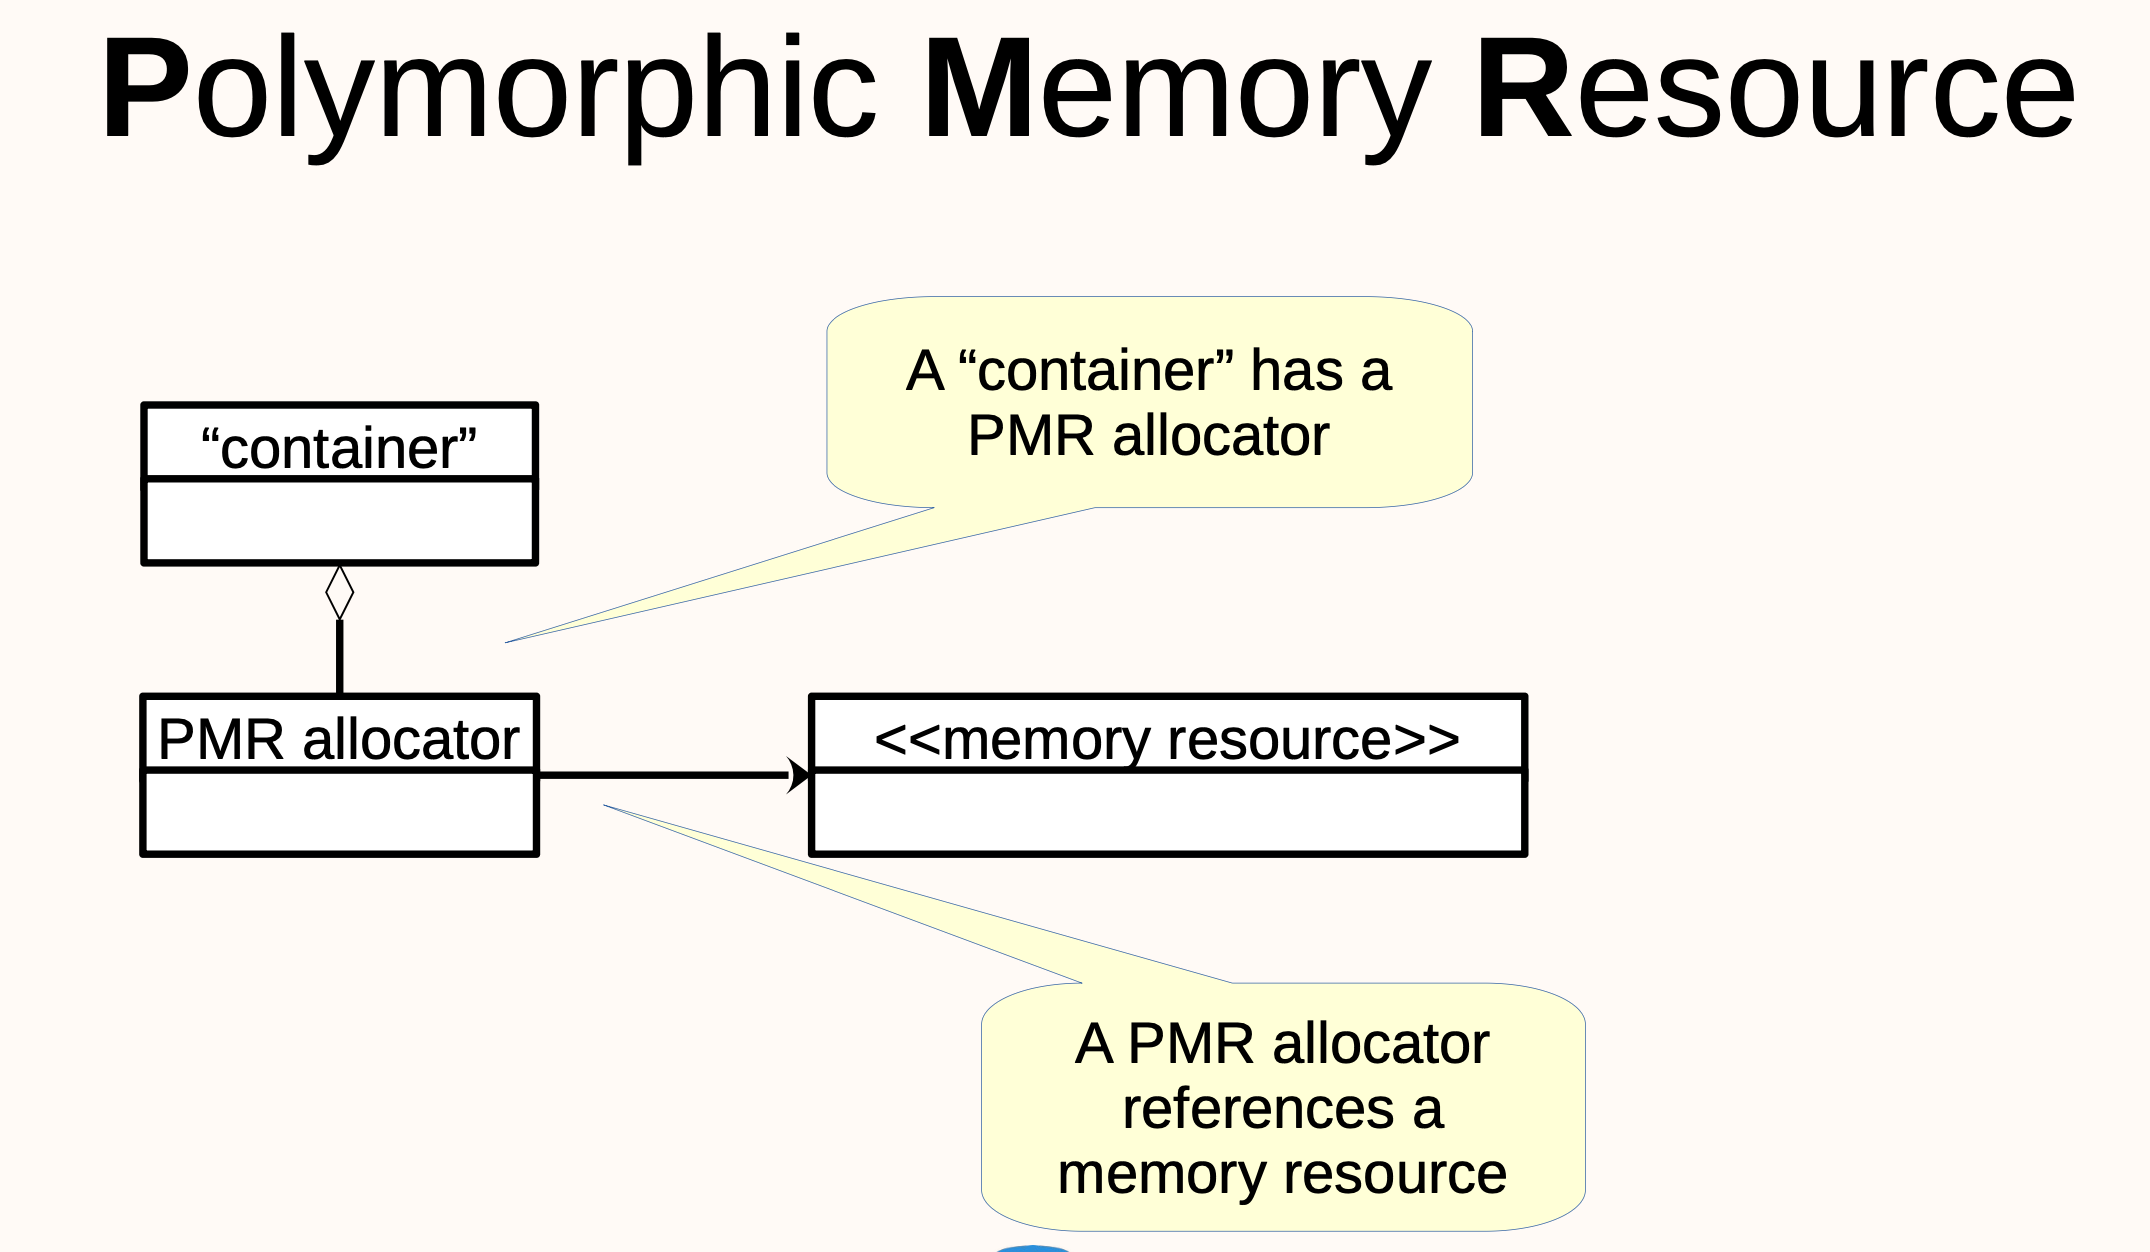 Polymorphic Memory Resource
A “container” has a
PMR allocator
“container”
PMR allocator
<<memory resource>>
A PMR allocator
references a
memory resource